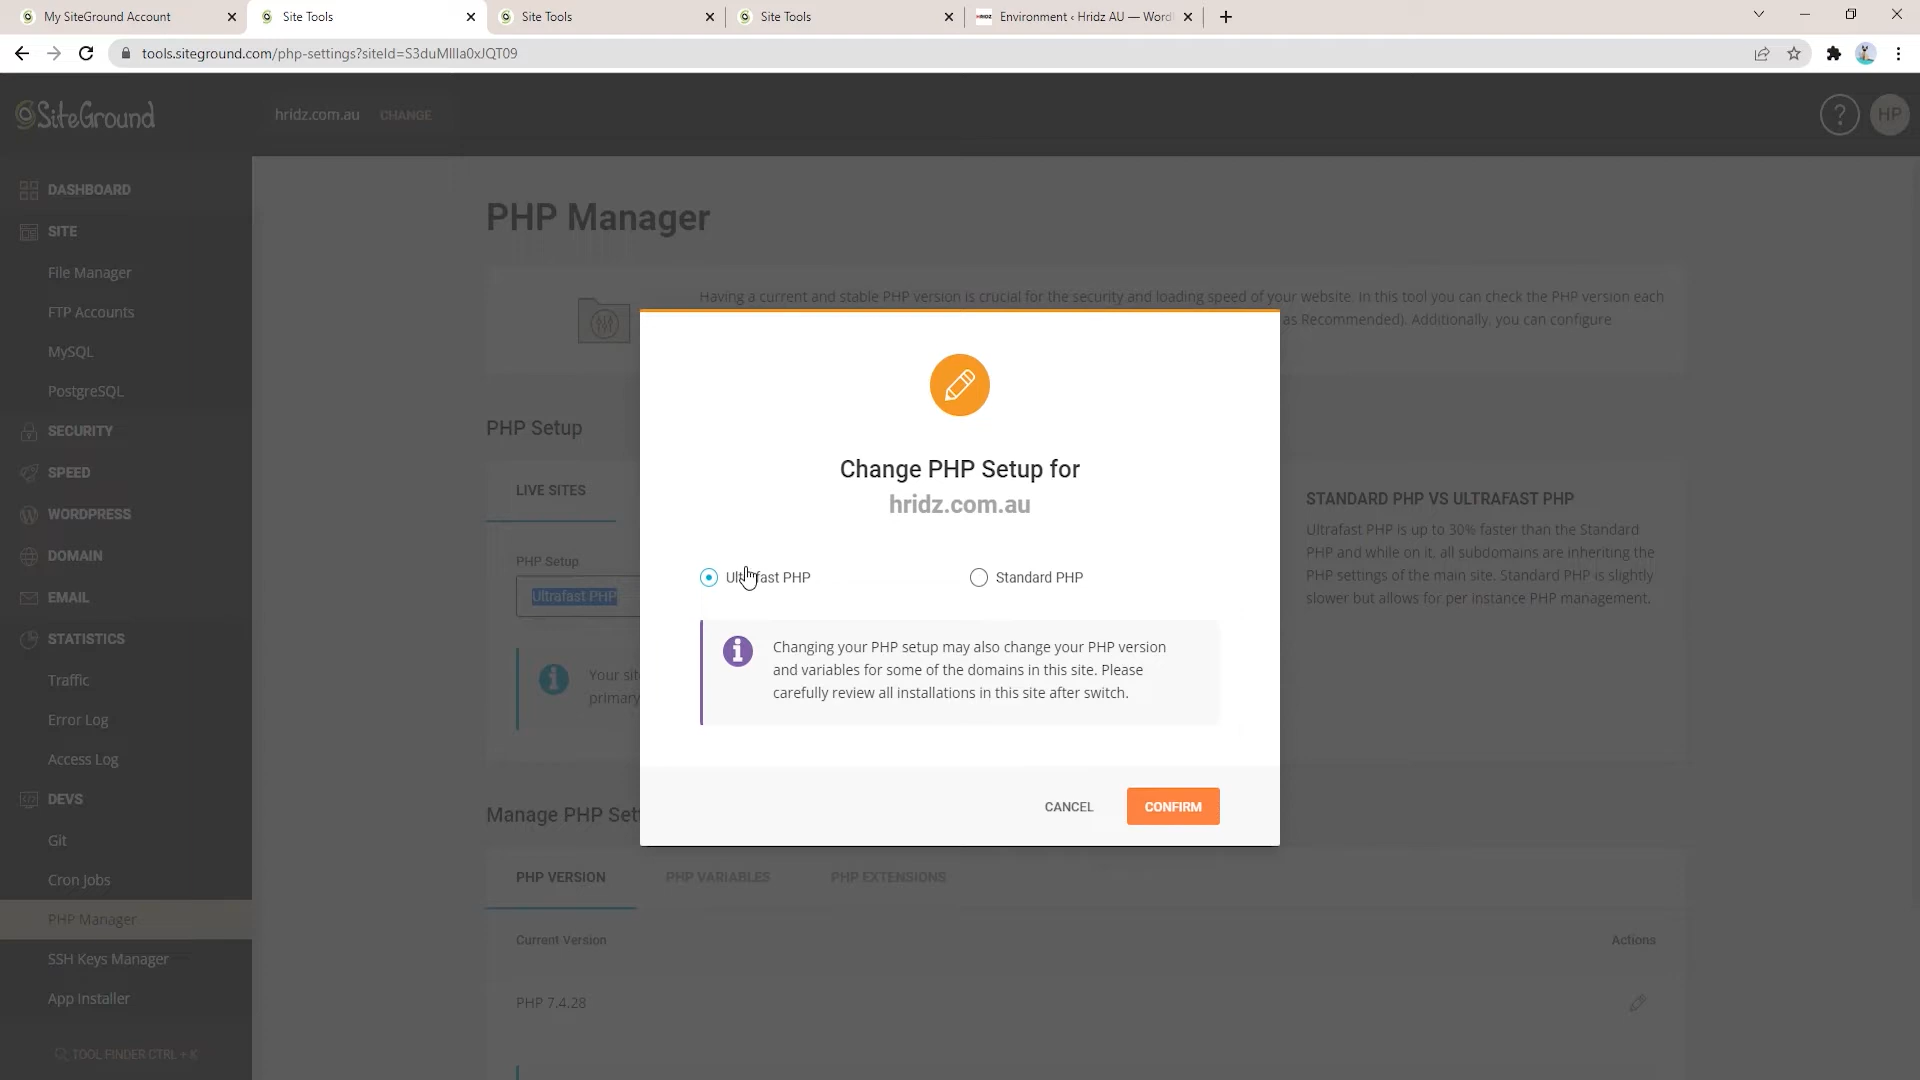 My SiteGround Account
Site Tools
Site Tools
Site Tools
HRIDZ
Environment ‹ Hridz AU — Word
tools.siteground.com/php-settings?siteId=
SiteGround
hridz.com.au CHANGE
?
HP
DASHBOARD
SITE
File Manager
FTP Accounts
MySQL
PostgreSQL
SECURITY
SPEED
WORDPRESS
DOMAIN
EMAIL
STATISTICS
Traffic
Error Log
Access Log
DEVS
Git
Cron Jobs
PHP Manager
SSH Keys Manager
App Installer
TOOL FINDER CTRL + K
PHP Manager
Having a current and stable PHP version is crucial for the security and loading speed of your website. In this tool you can check the PHP version each
as Recommended). Additionally, you can configure
PHP Setup
LIVE SITES
PHP Setup
Ultrafast PHP
Your sit
primary
STANDARD PHP VS ULTRAFAST PHP
Ultrafast PHP is up to 30% faster than the Standard
PHP and while on it, all subdomains are inheriting the
PHP settings of the main site. Standard PHP is slightly
slower but allows for per instance PHP management.
Change PHP Setup for
hridz.com.au
Ultrafast PHP
Standard PHP
Changing your PHP setup may also change your PHP version
and variables for some of the domains in this site. Please
carefully review all installations in this site after switch.
CANCEL
CONFIRM
Manage PHP Set
PHP VERSION
PHP VARIABLES
PHP EXTENSIONS
Current Version
Actions
PHP 7.4.28